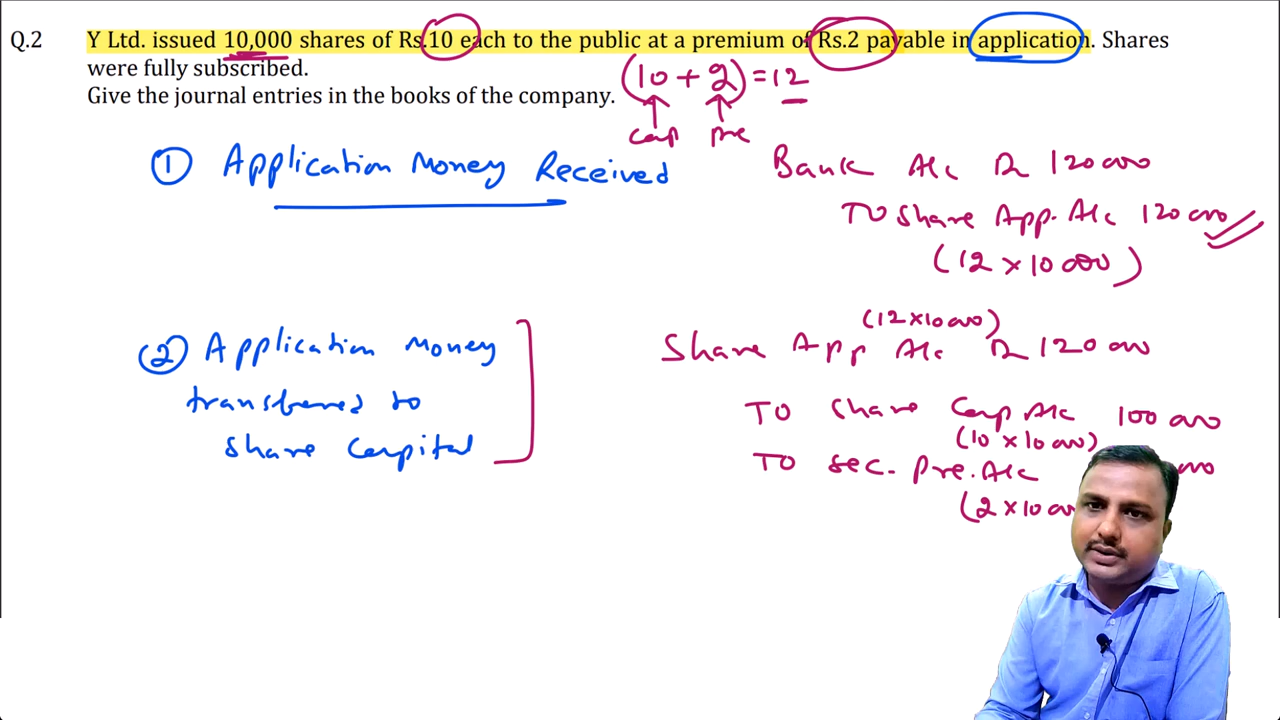 Q.2 Y Ltd. issued 10,000 shares of Rs.10 each to the public at a premium of Rs.2 payable in application. Shares
were fully subscribed.
Give the journal entries in the books of the company.
(10 + 2) = 12
Cap Pre
① Application Money Received
Bank A/c Dr 120000
To Share App. A/c 120000
(12 × 10000)
(2) Application Money
transferred to
Share Capital
(12×10000)
Share App A/c Dr 120000
To Share Cap A/c 100000
(10 × 10000)
To Sec. Pre. A/c
(2 × 10